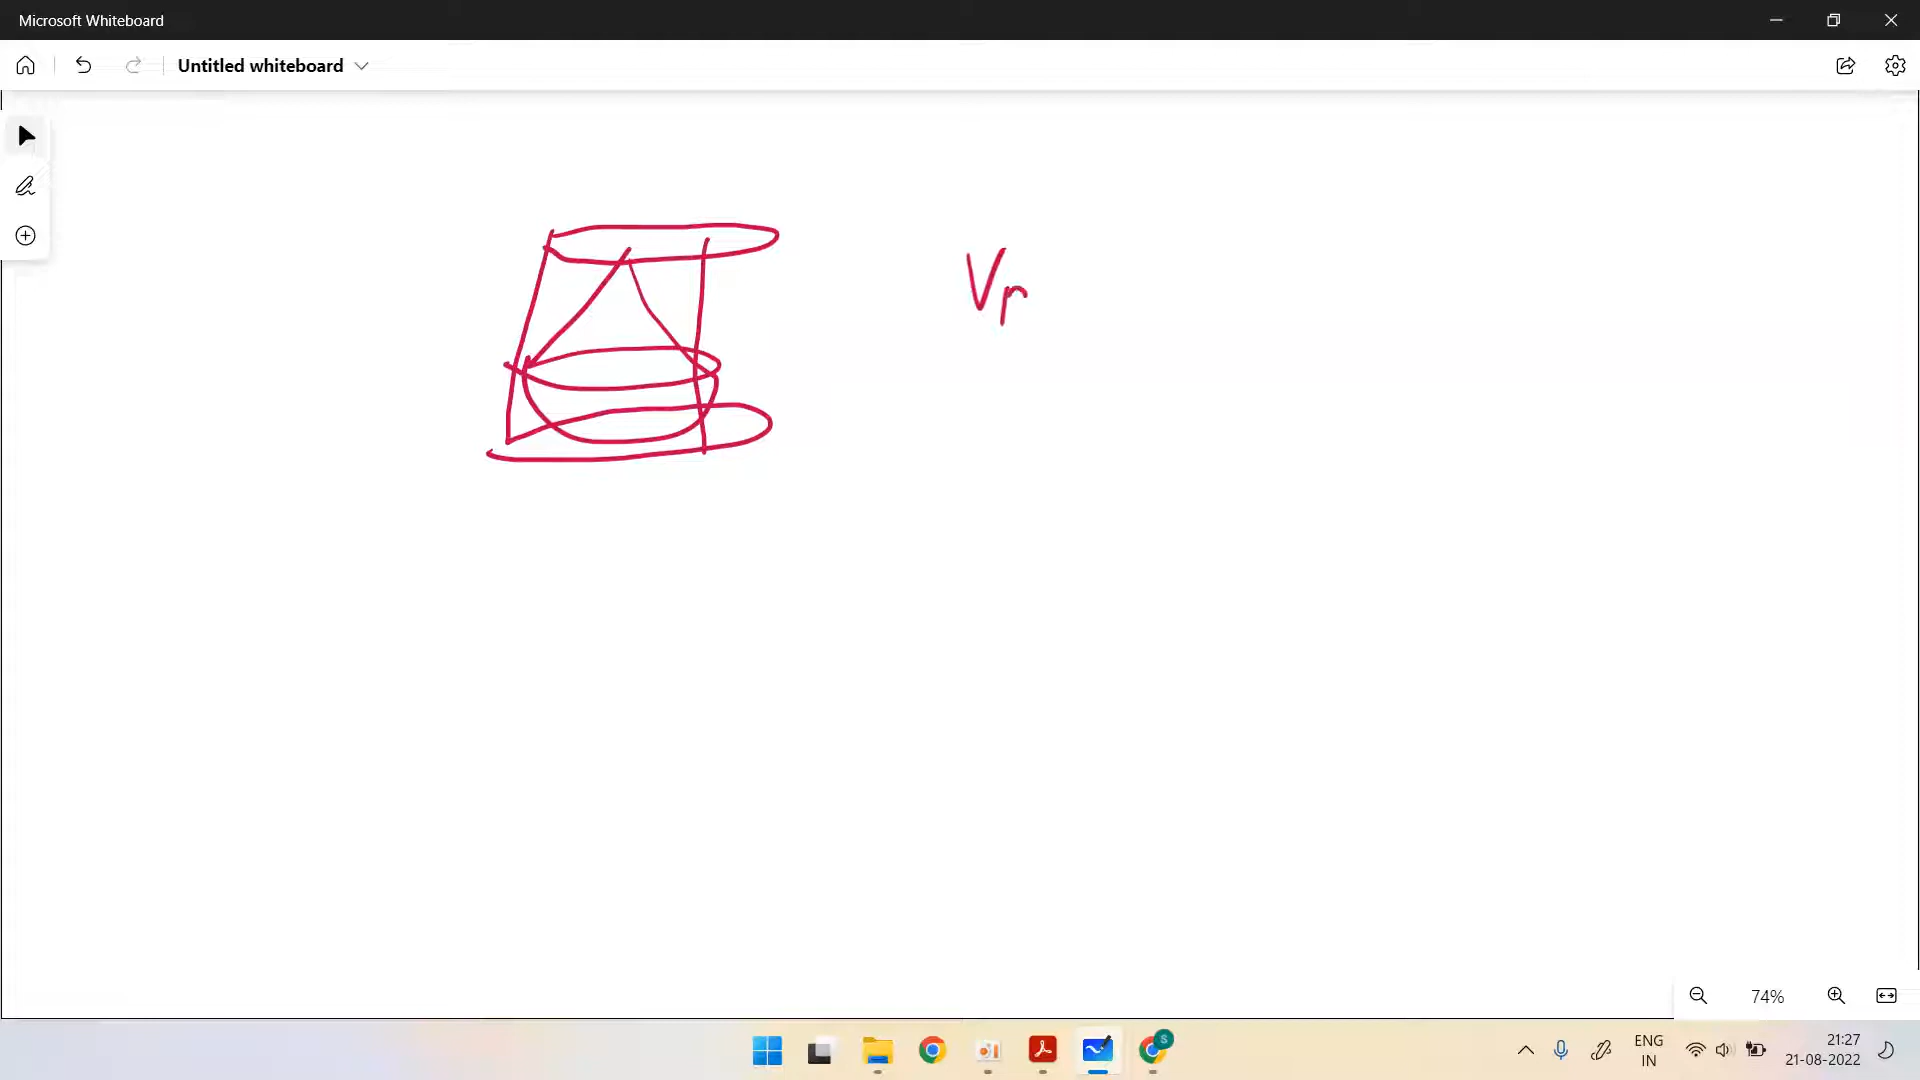 Microsoft Whiteboard
Untitled whiteboard
Vr
74%
S
ENG
IN
21:27
21-08-2022